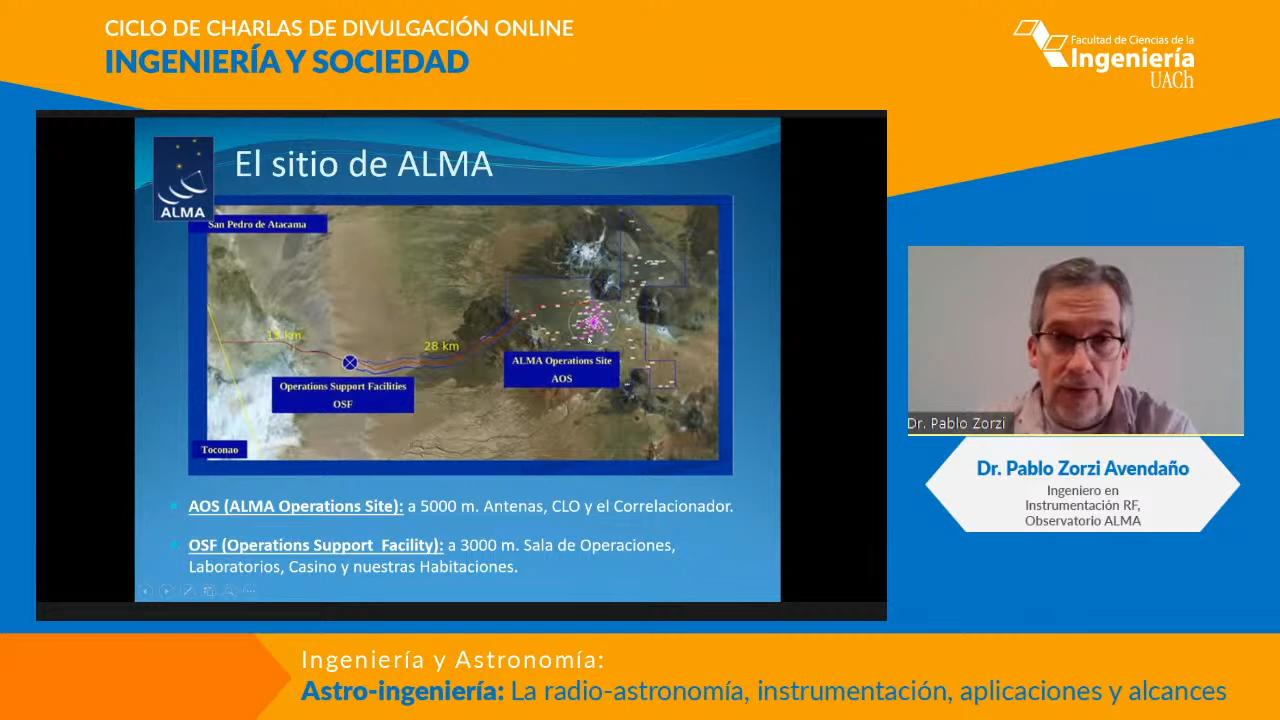 CICLO DE CHARLAS DE DIVULGACIÓN ONLINE
INGENIERÍA Y SOCIEDAD
Facultad de Ciencias de la
Ingeniería
UACh
ALMA
El sitio de ALMA
San Pedro de Atacama
28 km
Operations Support Facilities
OSF
ALMA Operations Site
AOS
Toconao
AOS (ALMA Operations Site): a 5000 m. Antenas, CLO y el Correlacionador.
OSF (Operations Support Facility): a 3000 m. Sala de Operaciones,
Laboratorios, Casino y nuestras Habitaciones.
Dr. Pablo Zorzi
Dr. Pablo Zorzi Avendaño
Ingeniero en
Instrumentación RF,
Observatorio ALMA
Ingeniería y Astronomía:
Astro-ingeniería: La radio-astronomía, instrumentación, aplicaciones y alcances